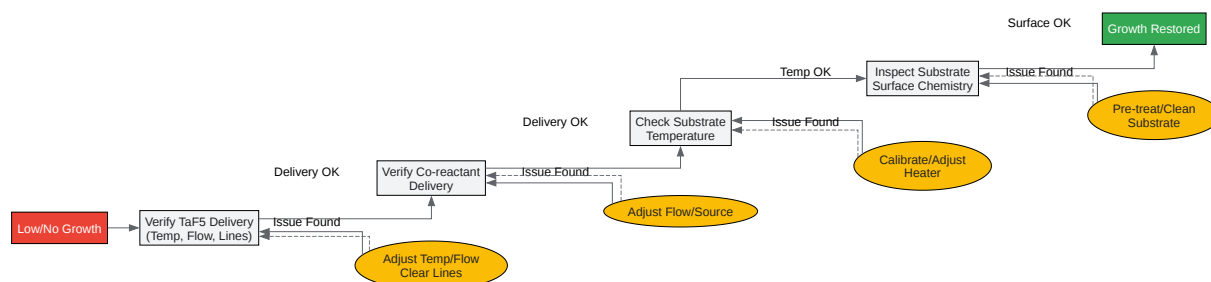 Surface OK
Growth Restored
Temp OK
Inspect Substrate
Surface Chemistry
Issue Found
Pre-treat/Clean
Substrate
Delivery OK
Check Substrate
Temperature
Issue Found
Calibrate/Adjust
Heater
Delivery OK
Verify Co-reactant
Delivery
Issue Found
Adjust Flow/Source
Low/No Growth
Verify TaF5 Delivery
(Temp, Flow, Lines)
Issue Found
Adjust Temp/Flow
Clear Lines